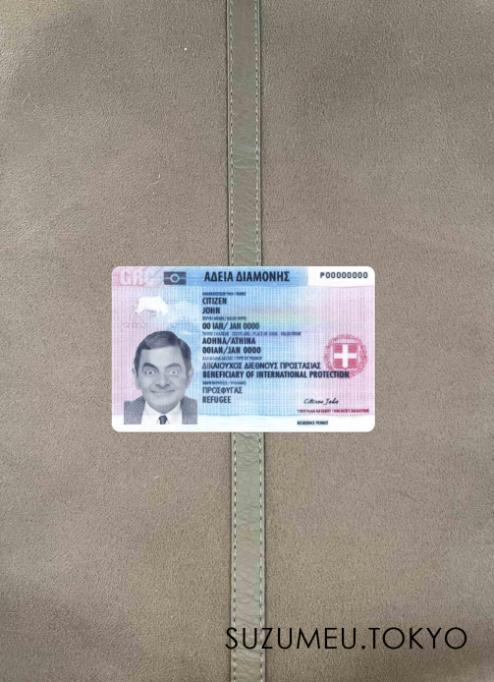 GRC ΑΔΕΙΑ ΔΙΑΜΟΝΗΣ P00000000
CITIZEN
JOHN
00 ΙΑΝ/ JAN 0000
ΑΘΗΝΑ/ATHINA
00ΙΑΝ/JAN 0000
ΔΙΚΑΙΟΥΧΟΣ ΔΙΕΘΝΟΥΣ ΠΡΟΣΤΑΣΙΑΣ
BENEFICIARY OF INTERNATIONAL PROTECTION
ΠΡΟΣΦΥΓΑΣ
REFUGEE
Citizen John
RESIDENCE PERMIT
SUZUMEU.TOKYO